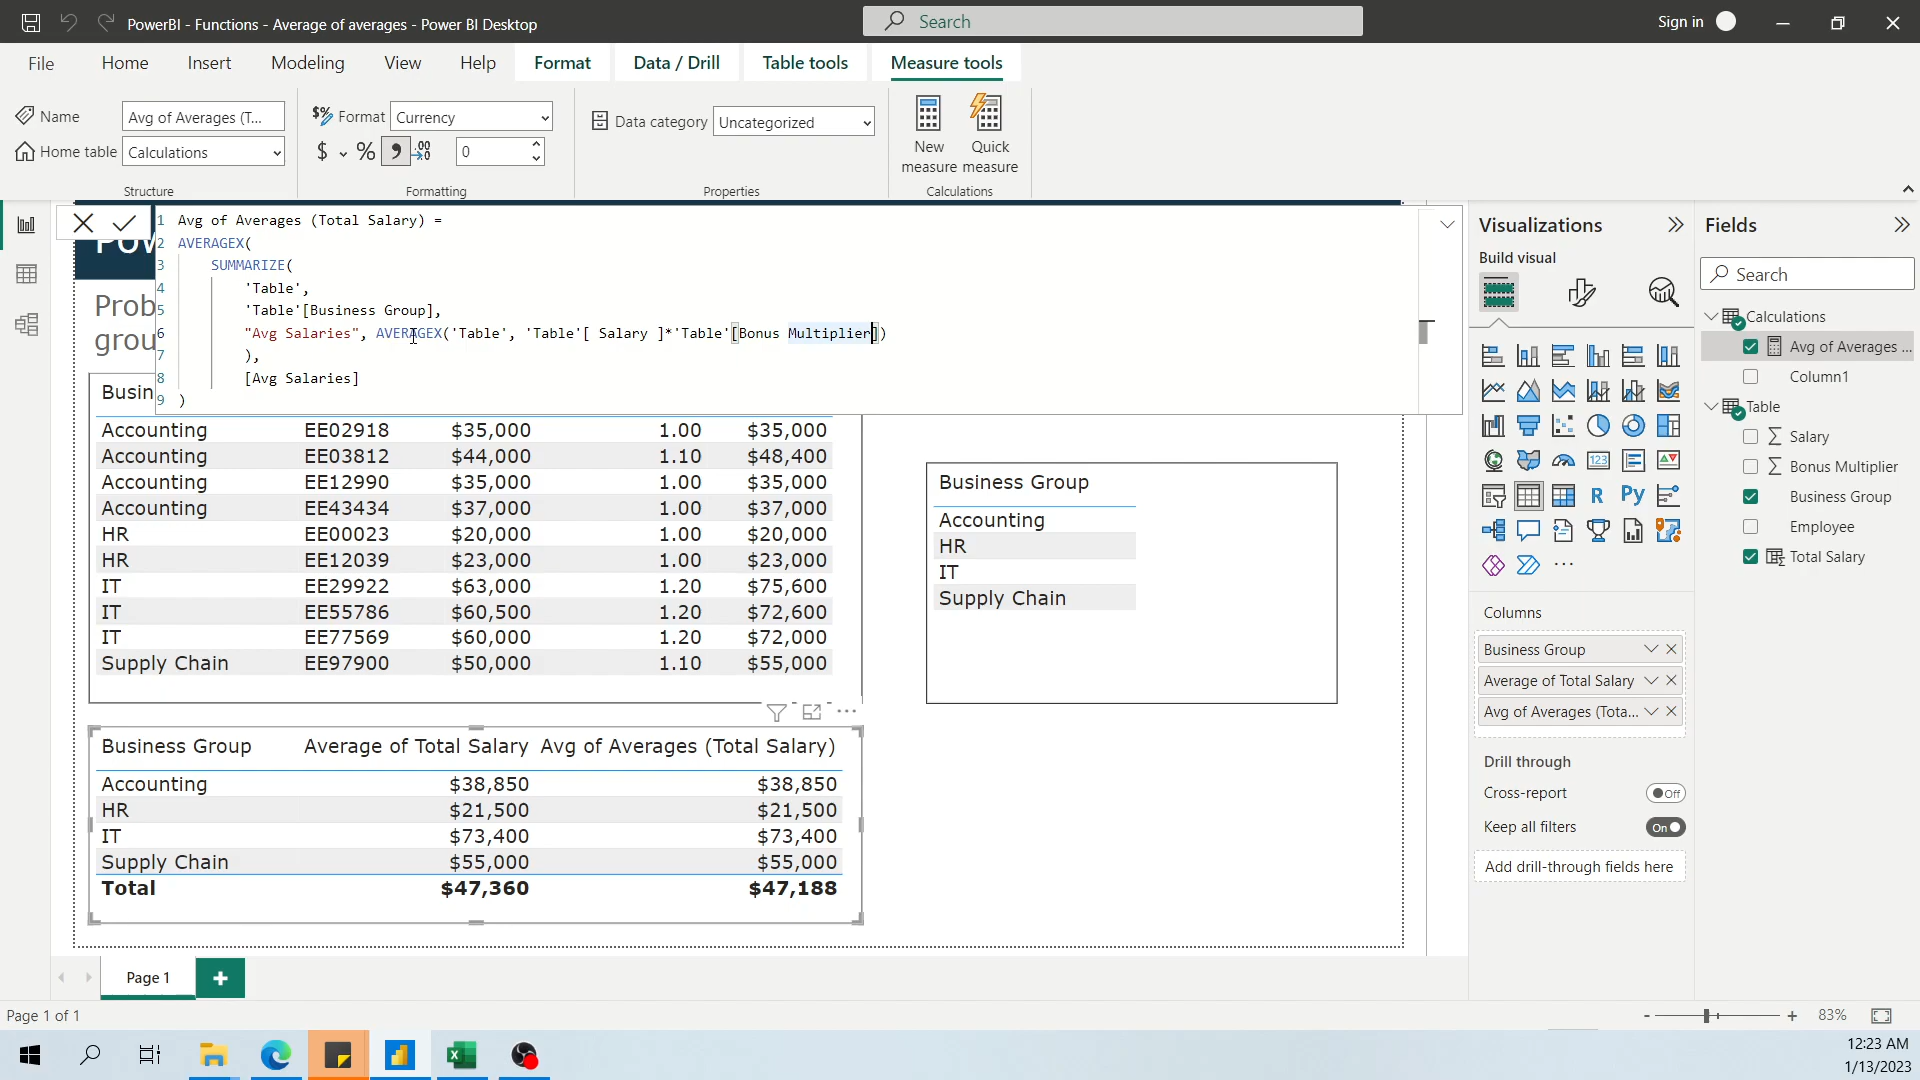 PowerBI - Functions - Average of averages - Power BI Desktop
Search
Sign in
File Home Insert Modeling View Help Format Data / Drill Table tools Measure tools
Name
Avg of Averages (T...
Home table
Calculations
Structure
Format
Currency
$ % 9 .00 0
Formatting
Data category
Uncategorized
Properties
New measure
Quick measure
Calculations
1 Avg of Averages (Total Salary) =
2 AVERAGEX(
3 SUMMARIZE(
4 'Table',
5 'Table'[Business Group],
6 "Avg Salaries", AVERAGEX('Table', 'Table'[ Salary ]*'Table'[Bonus Multiplier])
7 ),
8 [Avg Salaries]
9 )
Prob
grou
Busin
Accounting EE02918 $35,000 1.00 $35,000
Accounting EE03812 $44,000 1.10 $48,400
Accounting EE12990 $35,000 1.00 $35,000
Accounting EE43434 $37,000 1.00 $37,000
HR EE00023 $20,000 1.00 $20,000
HR EE12039 $23,000 1.00 $23,000
IT EE29922 $63,000 1.20 $75,600
IT EE55786 $60,500 1.20 $72,600
IT EE77569 $60,000 1.20 $72,000
Supply Chain EE97900 $50,000 1.10 $55,000
Business Group
Accounting
HR
IT
Supply Chain
Business Group Average of Total Salary Avg of Averages (Total Salary)
Accounting $38,850 $38,850
HR $21,500 $21,500
IT $73,400 $73,400
Supply Chain $55,000 $55,000
Total $47,360 $47,188
Visualizations
Build visual
123
R Py
Columns
Business Group
Average of Total Salary
Avg of Averages (Tota...
Drill through
Cross-report
Off
Keep all filters
On
Add drill-through fields here
Fields
Search
Calculations
Avg of Averages ...
Column1
Table
Salary
Bonus Multiplier
Business Group
Employee
Total Salary
Page 1
Page 1 of 1
- + 83%
12:23 AM
1/13/2023